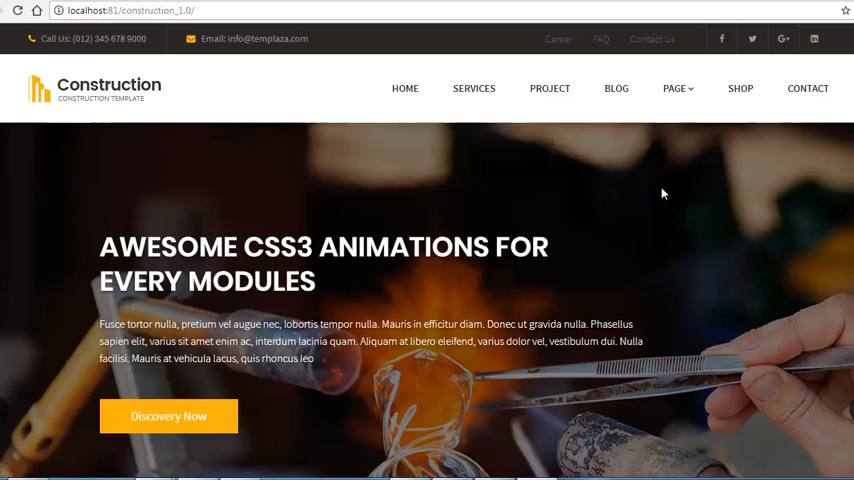 localhost:81/construction_1.0/
Call Us: (012) 345 678 9000
Email: info@templaza.com
Career FAQ Contact Us
Construction
CONSTRUCTION TEMPLATE
HOME SERVICES PROJECT BLOG PAGE SHOP CONTACT
AWESOME CSS3 ANIMATIONS FOR
EVERY MODULES
Fusce tortor nulla, pretium vel augue nec, lobortis tempor nulla. Mauris in efficitur diam. Donec ut gravida nulla. Phasellus
sapien elit, varius sit amet enim ac, interdum lacinia quam. Aliquam at libero eleifend, varius dolor vel, vestibulum dui. Nulla
facilisi. Mauris at vehicula lacus, quis rhoncus leo
Discovery Now